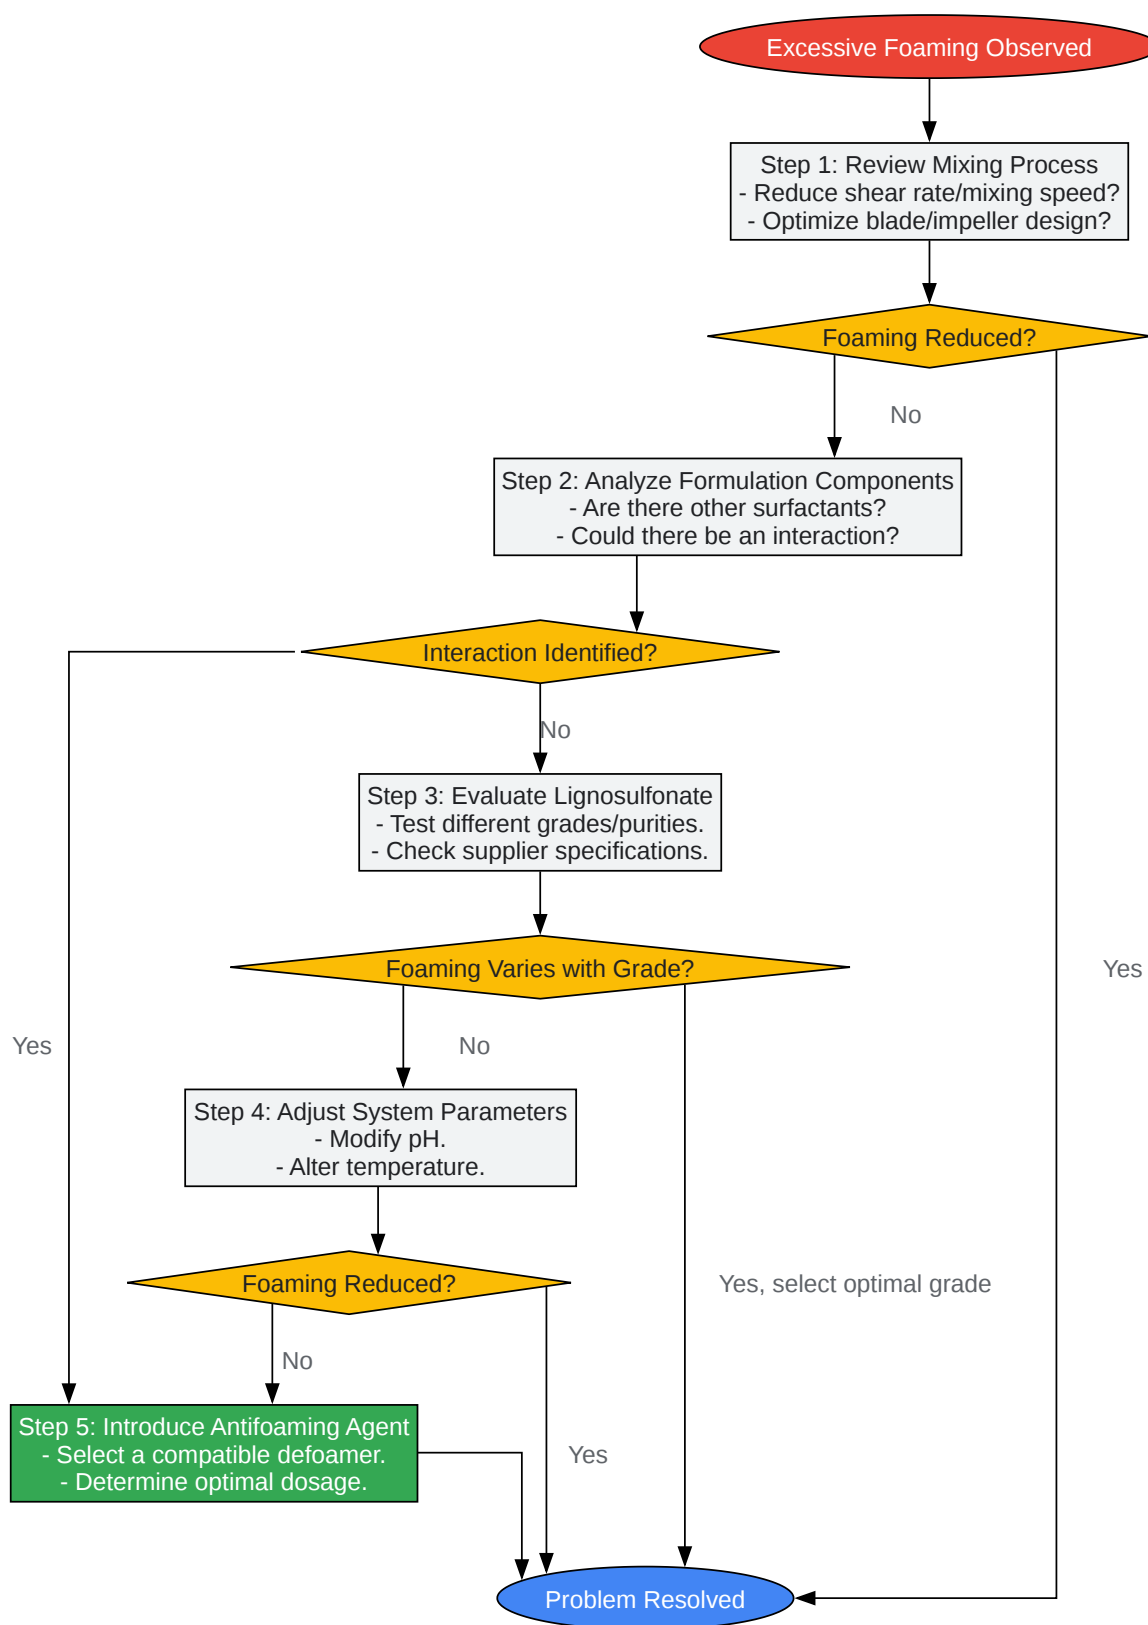 Excessive Foaming Observed
Step 1: Review Mixing Process
- Reduce shear rate/mixing speed?
- Optimize blade/impeller design?
Foaming Reduced?
No
Step 2: Analyze Formulation Components
- Are there other surfactants?
- Could there be an interaction?
Interaction Identified?
No
Step 3: Evaluate Lignosulfonate
- Test different grades/purities.
- Check supplier specifications.
Foaming Varies with Grade?
Yes
Yes
No
Step 4: Adjust System Parameters
- Modify pH.
- Alter temperature.
Foaming Reduced?
Yes, select optimal grade
No
Step 5: Introduce Antifoaming Agent
- Select a compatible defoamer.
- Determine optimal dosage.
Yes
Problem Resolved